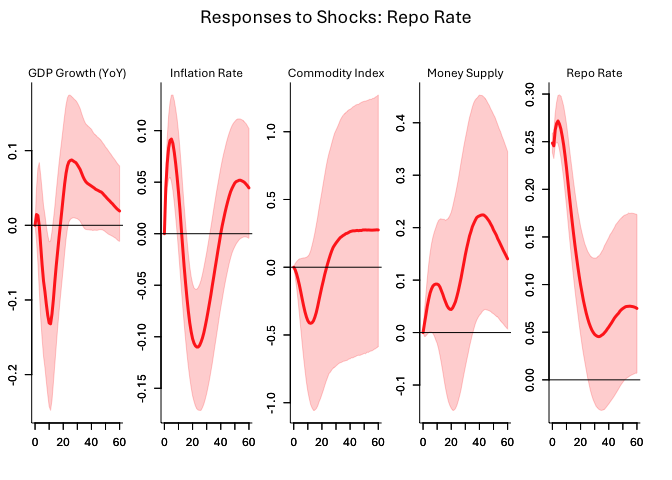 Responses to Shocks: Repo Rate
GDP Growth (YoY)
0.1
0.0
-0.1
-0.2
0 20 40 60
Inflation Rate
0.10
0.05
0.00
-0.05
-0.10
-0.15
0 20 40 60
Commodity Index
1.0
0.5
0.0
-0.5
-1.0
0 20 40 60
Money Supply
0.4
0.3
0.2
0.1
0.0
-0.1
0 20 40 60
Repo Rate
0.30
0.25
0.20
0.15
0.10
0.05
0.00
0 20 40 60